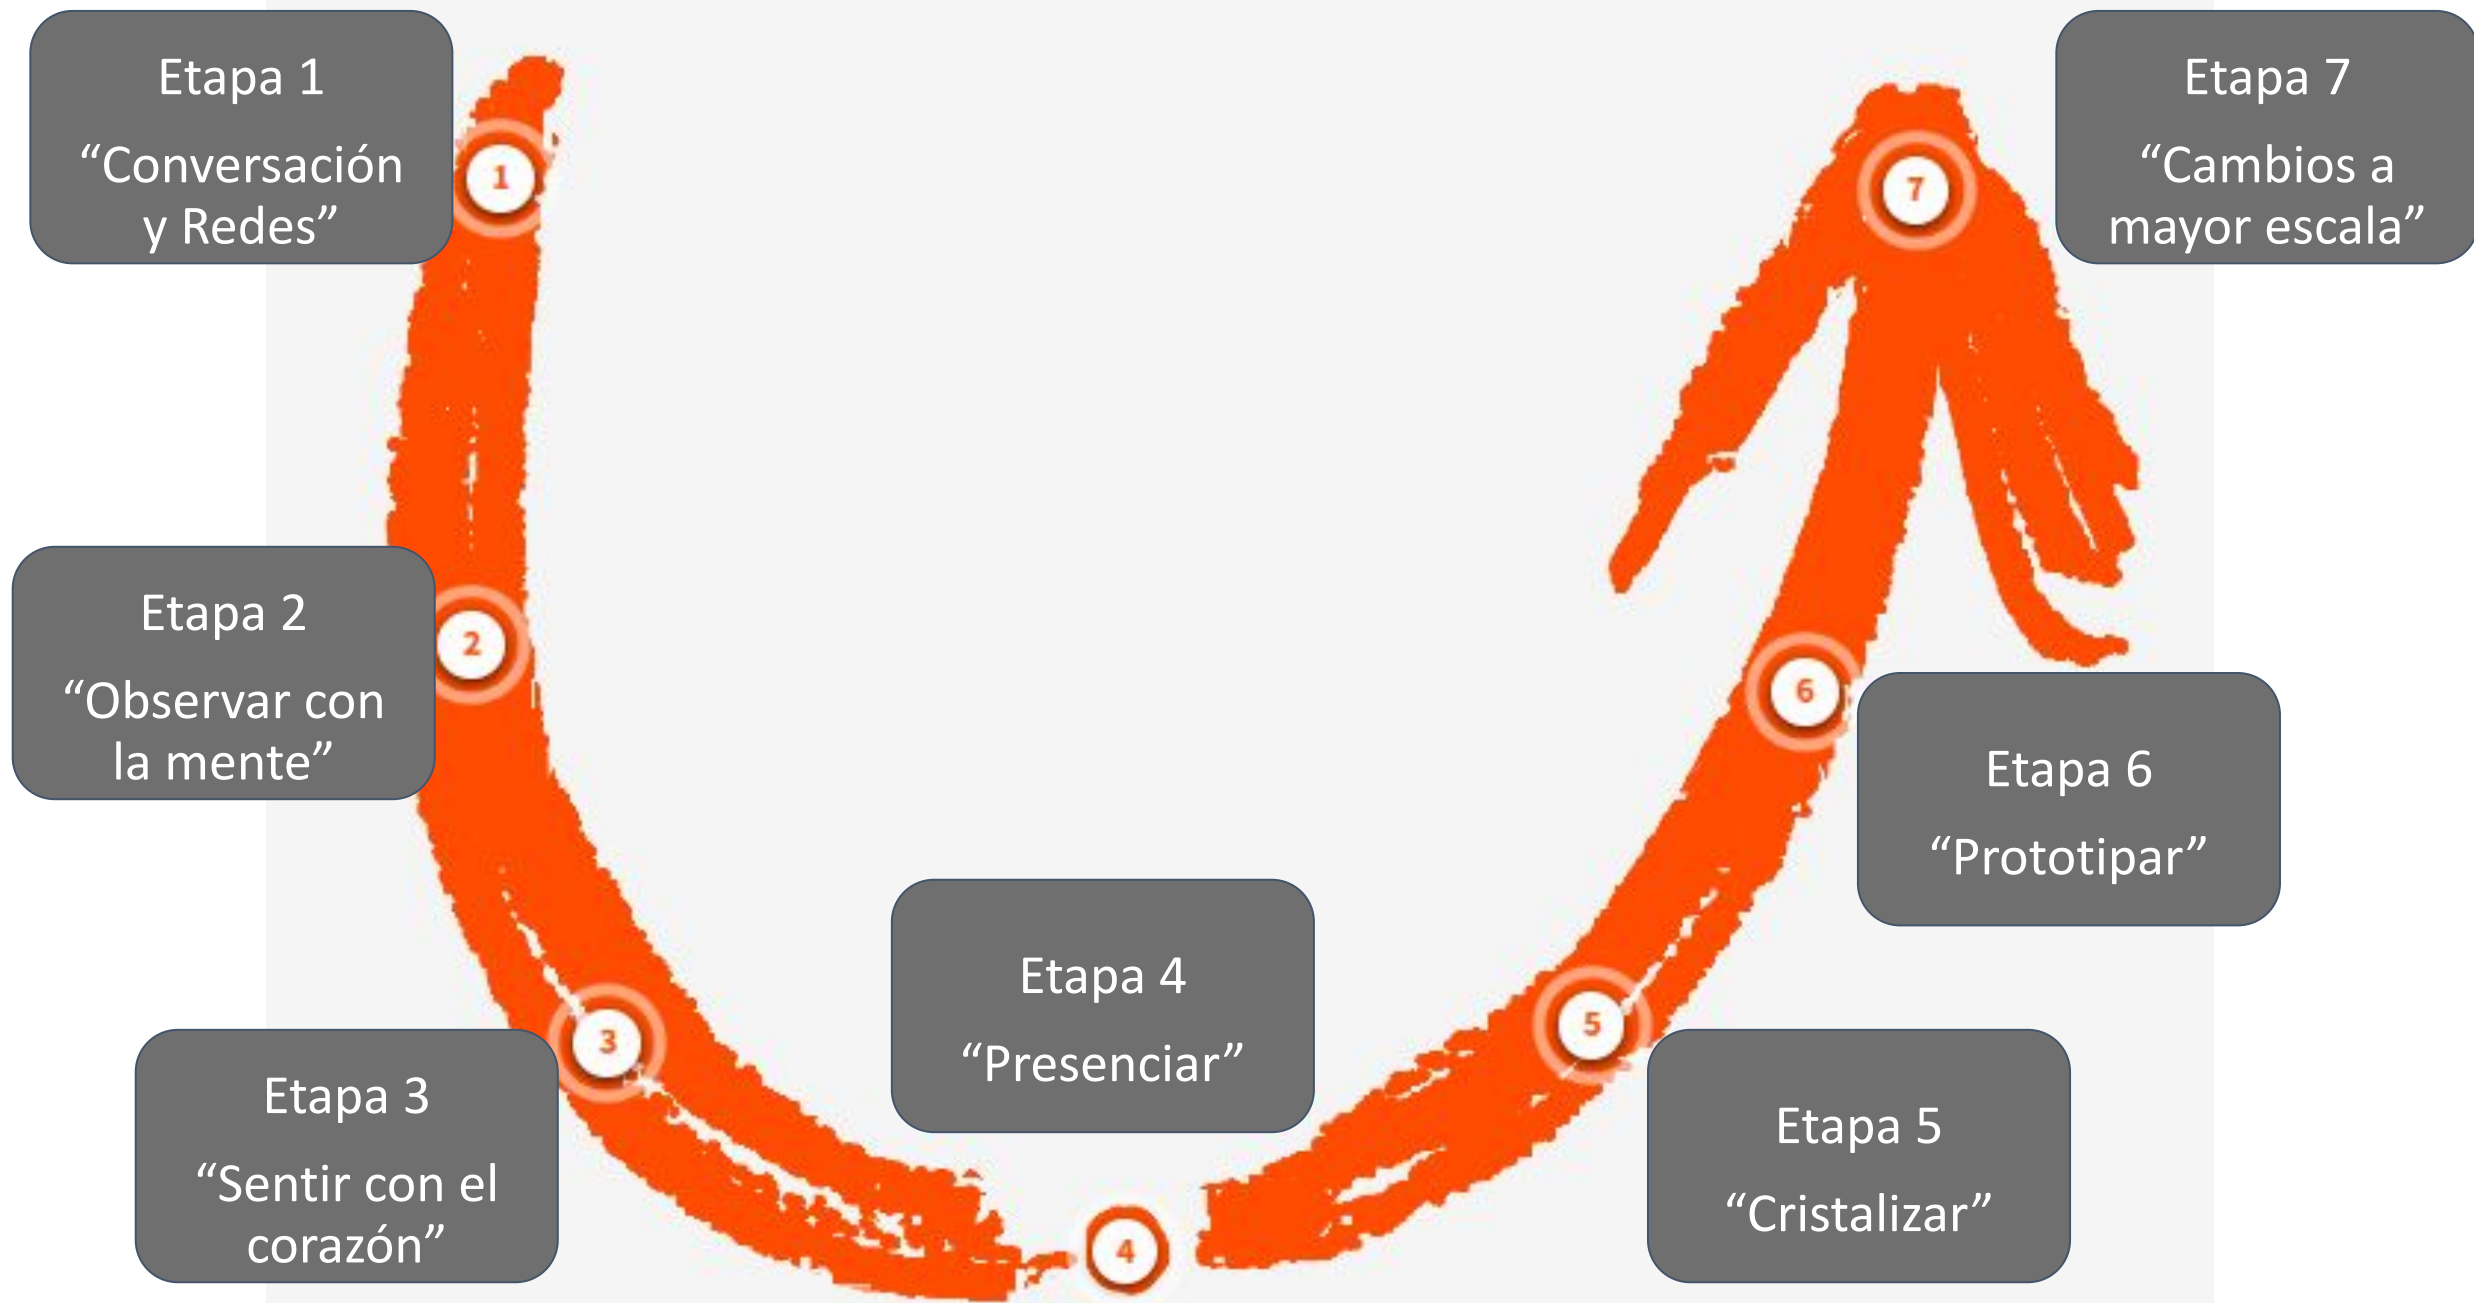 Etapa 1
“Conversación
y Redes”
1
Etapa 2
“Observar con
la mente”
2
Etapa 3
“Sentir con el
corazón”
3
Etapa 4
“Presenciar”
4
Etapa 5
“Cristalizar”
5
Etapa 6
“Prototipar”
6
Etapa 7
“Cambios a
mayor escala”
7